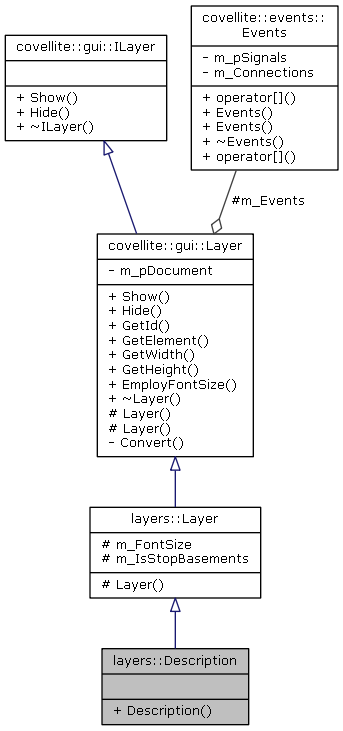 covellite::gui::ILayer
+ Show()
+ Hide()
+ ~ILayer()
covellite::events::
Events
- m_pSignals
- m_Connections
+ operator[]()
+ Events()
+ Events()
+ ~Events()
+ operator[]()
#m_Events
covellite::gui::Layer
- m_pDocument
+ Show()
+ Hide()
+ GetId()
+ GetElement()
+ GetWidth()
+ GetHeight()
+ EmployFontSize()
+ ~Layer()
# Layer()
# Layer()
- Convert()
layers::Layer
# m_FontSize
# m_IsStopBasements
# Layer()
layers::Description
+ Description()